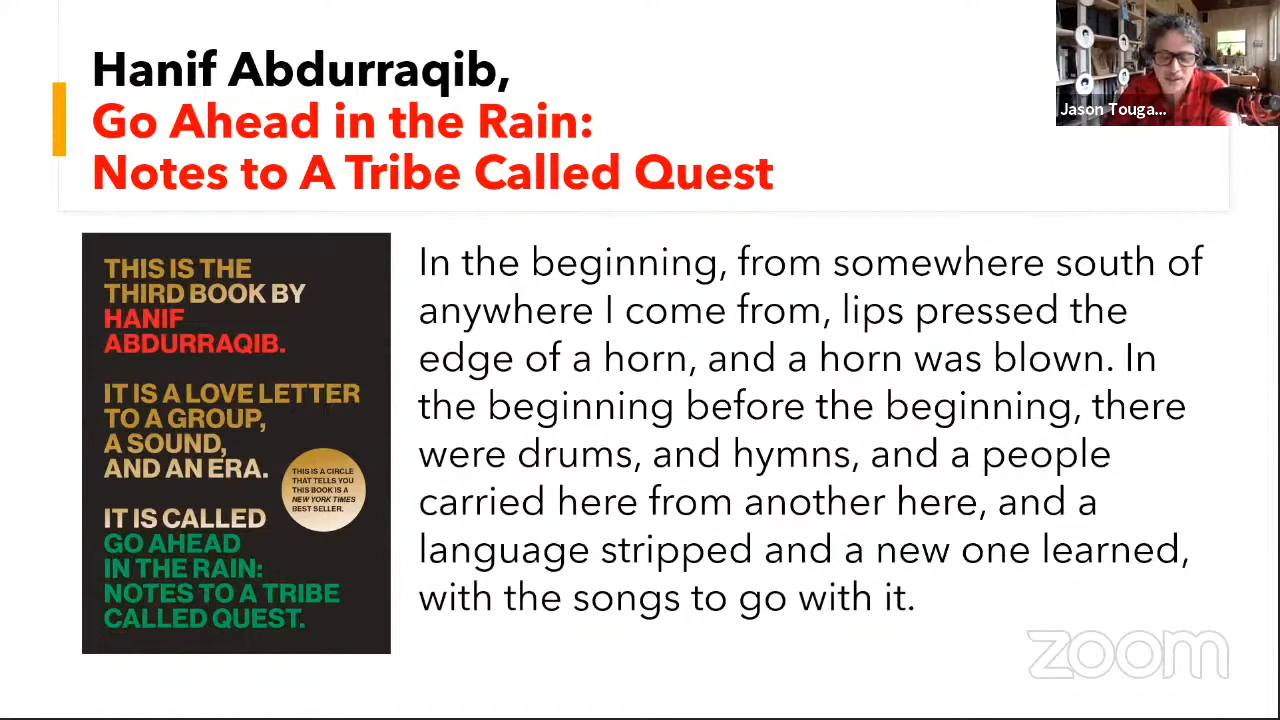 Hanif Abdurraqib,
Go Ahead in the Rain:
Notes to A Tribe Called Quest
Jason Touga...
THIS IS THE
THIRD BOOK BY
HANIF
ABDURRAQIB.
IT IS A LOVE LETTER
TO A GROUP,
A SOUND,
AND AN ERA.
THIS IS A CIRCLE
THAT TELLS YOU
THIS BOOK IS A
NEW YORK TIMES
BEST SELLER.
IT IS CALLED
GO AHEAD
IN THE RAIN:
NOTES TO A TRIBE
CALLED QUEST.
In the beginning, from somewhere south of
anywhere I come from, lips pressed the
edge of a horn, and a horn was blown. In
the beginning before the beginning, there
were drums, and hymns, and a people
carried here from another here, and a
language stripped and a new one learned,
with the songs to go with it.
zoom